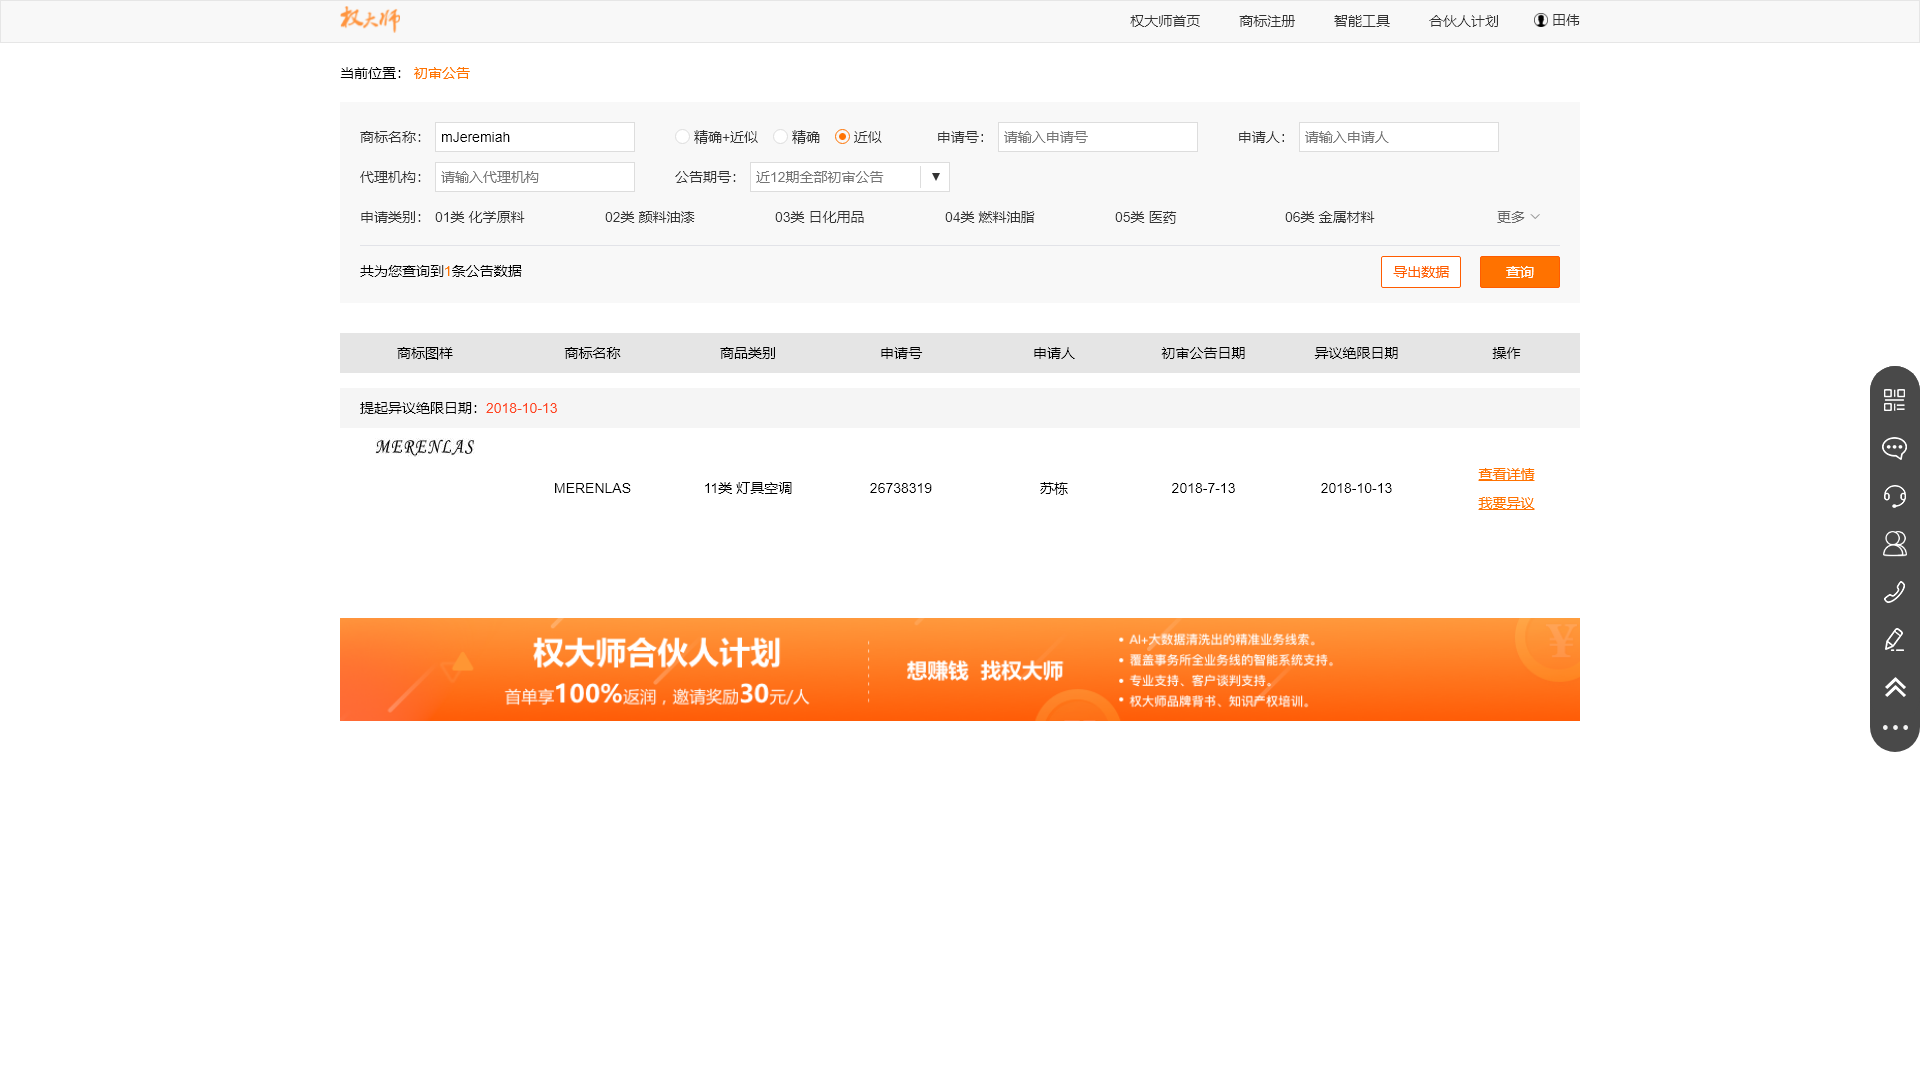 权大师 权大师首页 商标注册 智能工具 合伙人计划 田伟
当前位置： 初审公告
商标名称： mJeremiah 精确+近似 精确 近似 申请号： 请输入申请号 申请人： 请输入申请人
代理机构： 请输入代理机构 公告期号： 近12期全部初审公告 ▼
申请类别： 01类 化学原料 02类 颜料油漆 03类 日化用品 04类 燃料油脂 05类 医药 06类 金属材料 更多
共为您查询到1条公告数据 导出数据 查询
商标图样 商标名称 商品类别 申请号 申请人 初审公告日期 异议绝限日期 操作
提起异议绝限日期：2018-10-13
MERENLAS
MERENLAS 11类 灯具空调 26738319 苏栋 2018-7-13 2018-10-13 查看详情
我要异议
权大师合伙人计划
首单享100%返润，邀请奖励30元/人
想赚钱 找权大师
• AI+大数据清洗出的精准业务线索。
• 覆盖事务所全业务线的智能系统支持。
• 专业支持、客户谈判支持。
• 权大师品牌背书、知识产权培训。
¥